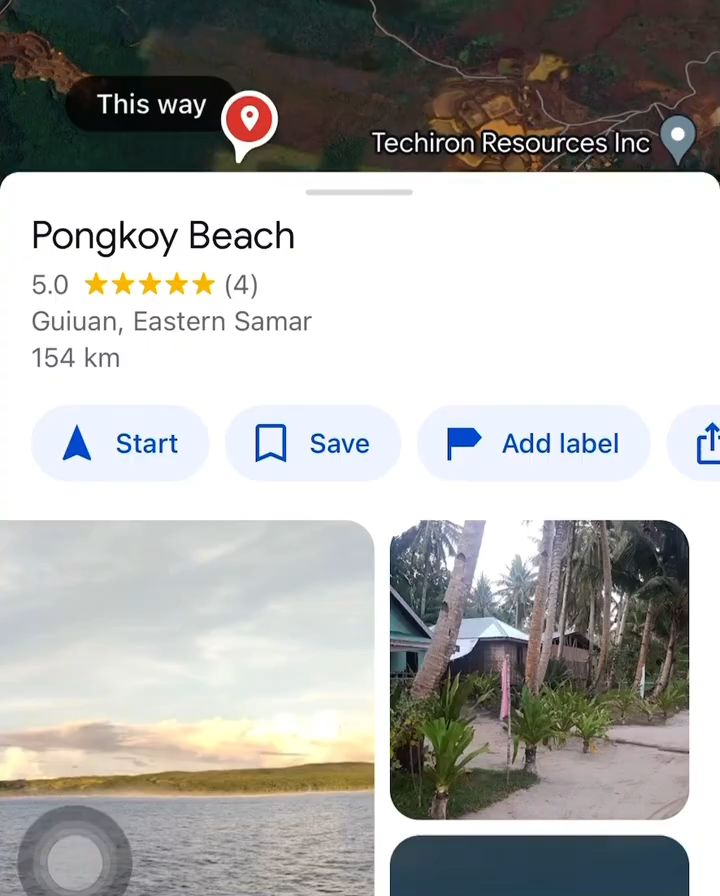 This way
Techiron Resources Inc
Pongkoy Beach
5.0 (4)
Guiuan, Eastern Samar
154 km
Start
Save
Add label